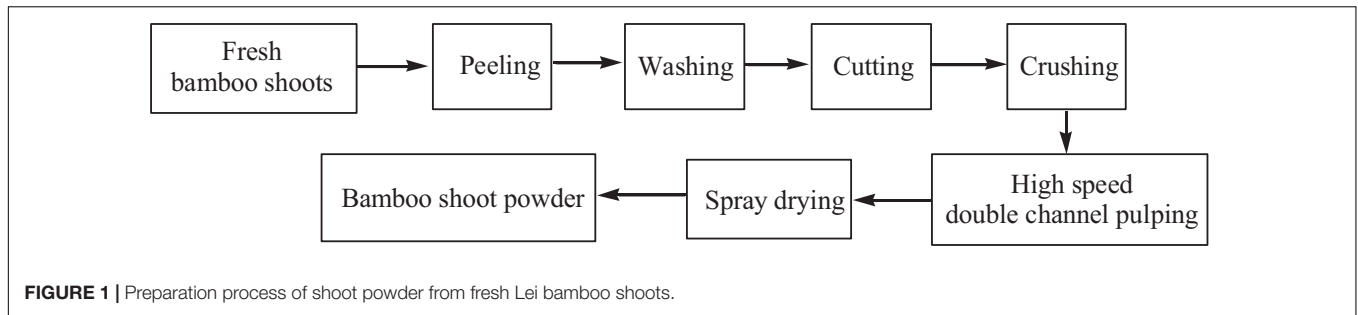 Fresh
bamboo shoots
Peeling
Washing
Cutting
Crushing
High speed
double channel pulping
Spray drying
Bamboo shoot powder
FIGURE 1 | Preparation process of shoot powder from fresh Lei bamboo shoots.